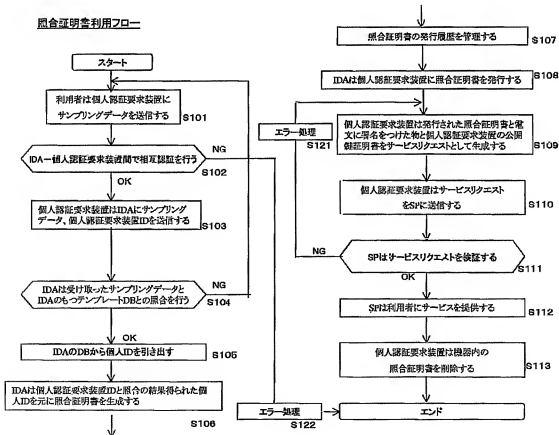 照合証明書利用フロー
スタート
利用者は個人認証要求装置に
サンプリングデータを送信する
S101
IDA－個人認証要求装置間で相互認証を行う
NG
S102
OK
個人認証要求装置はIDAにサンプリング
データ、個人認証要求装置IDを送信する
S103
IDAは受け取ったサンプリングデータと
IDAのもつテンプレートDBとの照合を行う
NG
S104
OK
IDAのDBから個人IDを引き出す
S105
IDAは個人認証要求装置IDと照合の結果得られた個
人IDを元に照合証明書を生成する
S106
照合証明書の発行履歴を管理する
S107
IDAは個人認証要求装置に照合証明書を発行する
S108
個人認証要求装置は発行された照合証明書と電
文に署名をつけた物と個人認証要求装置の公開
鍵証明書をサービスリクエストとして生成する
S109
エラー処理
S121
個人認証要求装置はサービスリクエスト
をSPに送信する
S110
NG
SPはサービスリクエストを検証する
S111
OK
SPは利用者にサービスを提供する
S112
個人認証要求装置は機器内の
照合証明書を削除する
S113
エラー処理
S122
エンド